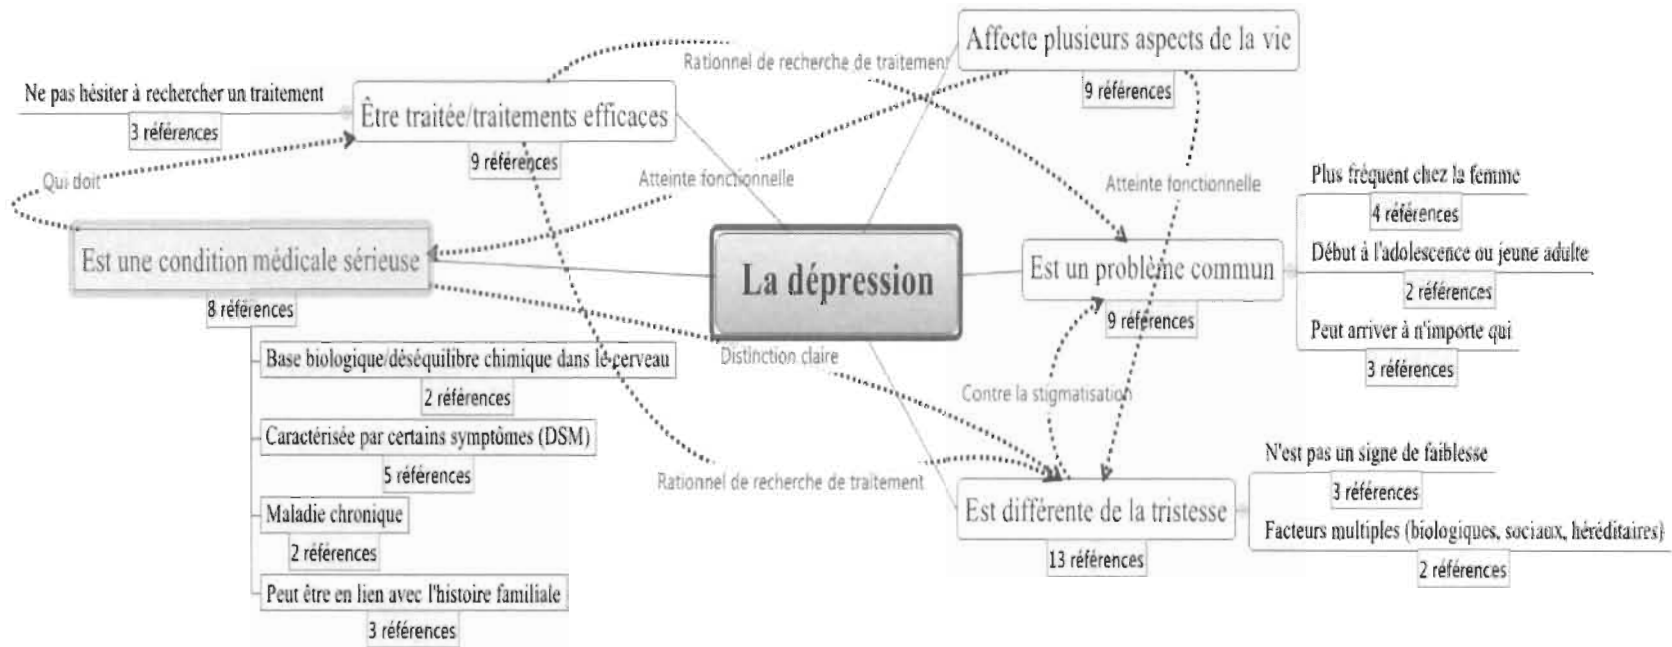 La dépression
Affecte plusieurs aspects de la vie
9 références
Rationnel de recherche de traitement
Être traitée/traitements efficaces
9 références
Ne pas hésiter à rechercher un traitement
3 références
Qui doit
Atteinte fonctionnelle
Atteinte fonctionnelle
Est une condition médicale sérieuse
8 références
Base biologique/déséquilibre chimique dans le cerveau
2 références
Caractérisée par certains symptômes (DSM)
5 références
Maladie chronique
2 références
Peut être en lien avec l'histoire familiale
3 références
Est un problème commun
9 références
Plus fréquent chez la femme
4 références
Début à l'adolescence ou jeune adulte
2 références
Peut arriver à n'importe qui
3 références
Distinction claire
Contre la stigmatisation
Rationnel de recherche de traitement
Est différente de la tristesse
13 références
N'est pas un signe de faiblesse
3 références
Facteurs multiples (biologiques, sociaux, héréditaires)
2 références